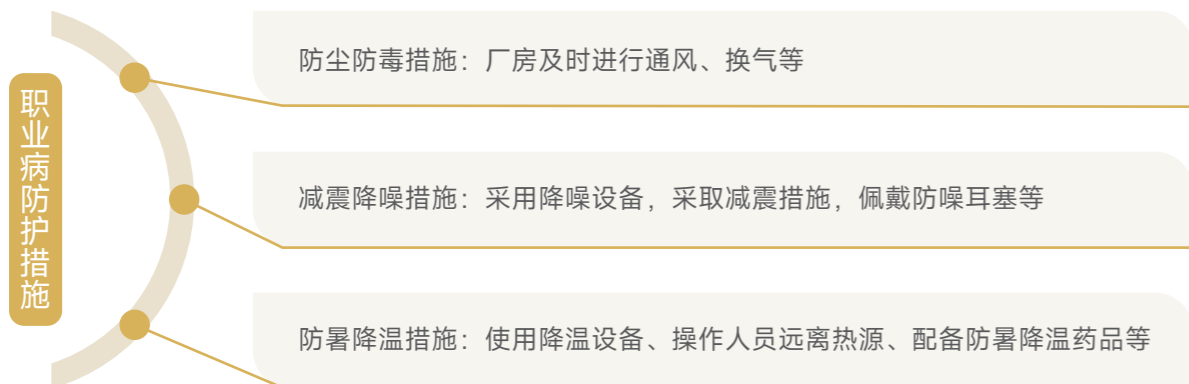 职业病防护措施
防尘防毒措施：厂房及时进行通风、换气等
减震降噪措施：采用降噪设备，采取减震措施，佩戴防噪耳塞等
防暑降温措施：使用降温设备、操作人员远离热源、配备防暑降温药品等